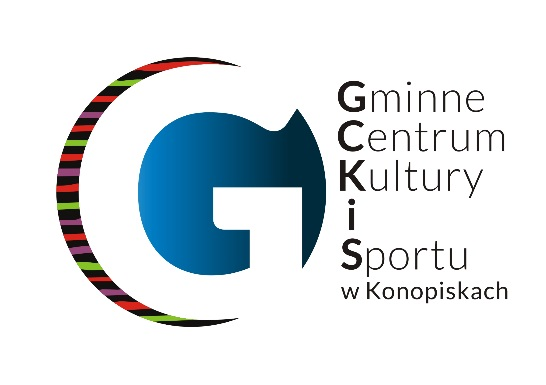 G
Gminne
Centrum
Kultury
i
Sportu
w Konopiskach